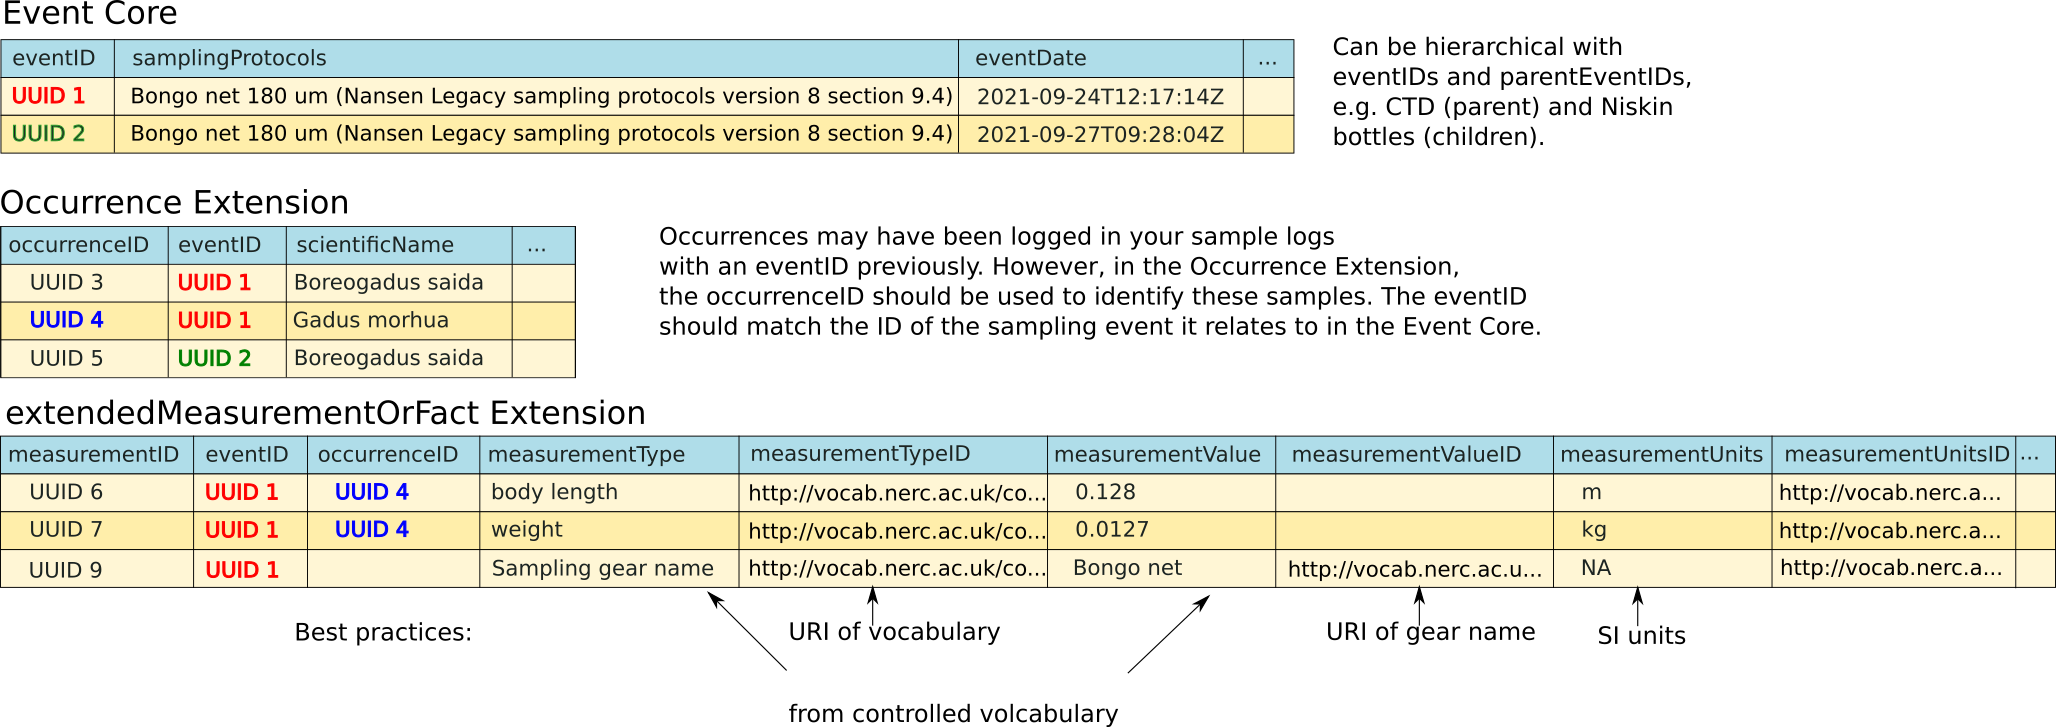 Event Core
eventID samplingProtocols eventDate ...
UUID 1 Bongo net 180 um (Nansen Legacy sampling protocols version 8 section 9.4) 2021-09-24T12:17:14Z
UUID 2 Bongo net 180 um (Nansen Legacy sampling protocols version 8 section 9.4) 2021-09-27T09:28:04Z
Can be hierarchical with
eventIDs and parentEventIDs,
e.g. CTD (parent) and Niskin
bottles (children).
Occurrence Extension
occurrenceID eventID scientificName ...
UUID 3 UUID 1 Boreogadus saida
UUID 4 UUID 1 Gadus morhua
UUID 5 UUID 2 Boreogadus saida
Occurrences may have been logged in your sample logs
with an eventID previously. However, in the Occurrence Extension,
the occurrenceID should be used to identify these samples. The eventID
should match the ID of the sampling event it relates to in the Event Core.
extendedMeasurementOrFact Extension
measurementID eventID occurrenceID measurementType measurementTypeID measurementValue measurementValueID measurementUnits measurementUnitsID ...
UUID 6 UUID 1 UUID 4 body length http://vocab.nerc.ac.uk/co... 0.128 m http://vocab.nerc.a...
UUID 7 UUID 1 UUID 4 weight http://vocab.nerc.ac.uk/co... 0.0127 kg http://vocab.nerc.a...
UUID 9 UUID 1 Sampling gear name http://vocab.nerc.ac.uk/co... Bongo net http://vocab.nerc.ac.u... NA http://vocab.nerc.a...
Best practices: URI of vocabulary URI of gear name SI units
from controlled volcabulary